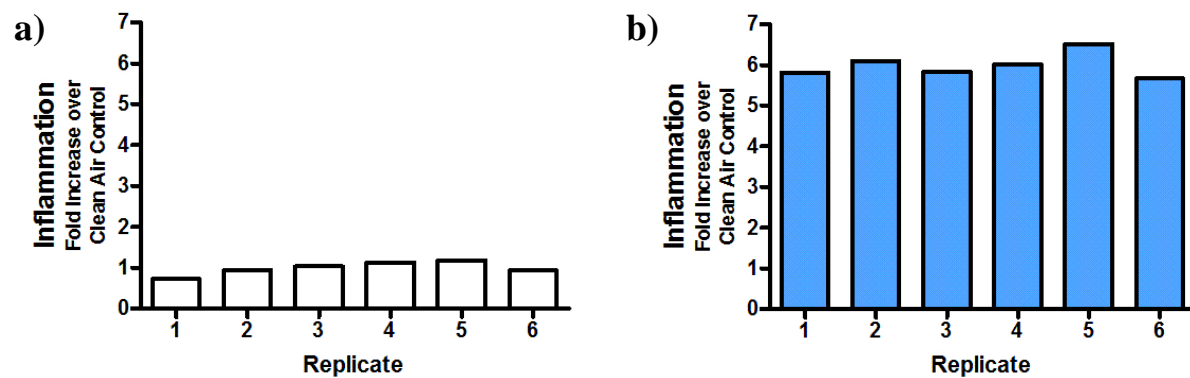 a)
Inflammation
Fold Increase over
Clean Air Control
7
6
5
4
3
2
1
0
1 2 3 4 5 6
Replicate
b)
Inflammation
Fold Increase over
Clean Air Control
7
6
5
4
3
2
1
0
1 2 3 4 5 6
Replicate